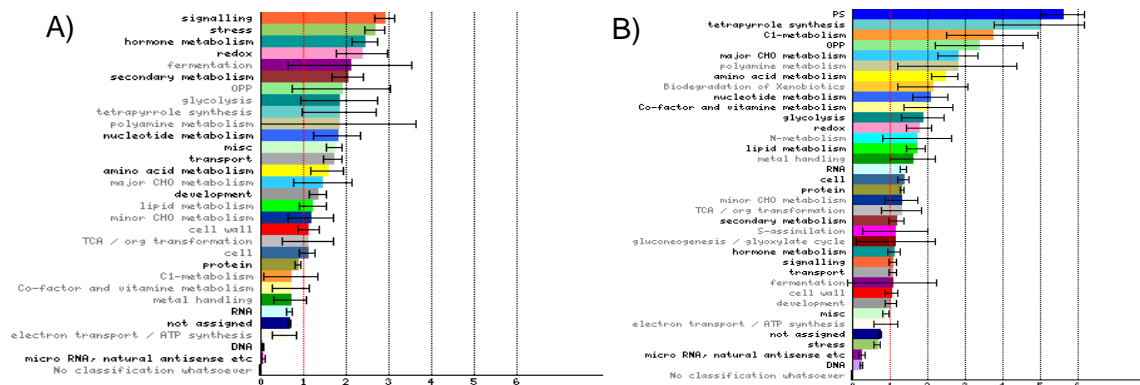 A)
signalling
stress
hormone metabolism
redox
fermentation
secondary metabolism
OPP
glycolysis
tetrapyrrole synthesis
polyamine metabolism
nucleotide metabolism
misc
transport
amino acid metabolism
major CHO metabolism
development
lipid metabolism
minor CHO metabolism
cell wall
TCA / org transformation
cell
protein
C1-metabolism
Co-factor and vitamine metabolism
metal handling
RNA
not assigned
electron transport / ATP synthesis
DNA
micro RNA, natural antisense etc
No classification whatsoever
0 1 2 3 4 5 6
B)
PS
tetrapyrrole synthesis
C1-metabolism
OPP
major CHO metabolism
polyamine metabolism
amino acid metabolism
Biodegradation of Xenobiotics
nucleotide metabolism
Co-factor and vitamine metabolism
glycolysis
redox
N-metabolism
lipid metabolism
metal handling
RNA
cell
protein
minor CHO metabolism
TCA / org transformation
secondary metabolism
S-assimilation
gluconeogenesis / glyoxylate cycle
hormone metabolism
signalling
transport
fermentation
cell wall
development
misc
electron transport / ATP synthesis
not assigned
stress
micro RNA, natural antisense etc
DNA
No classification whatsoever
0 1 2 3 4 5 6